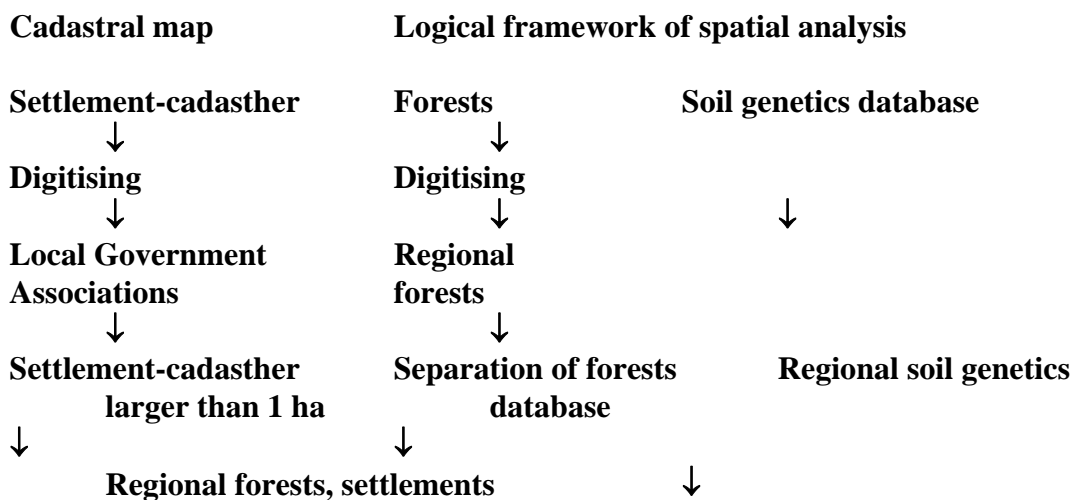 Cadastral map Logical framework of spatial analysis
Settlement-cadasther Forests Soil genetics database
↓ ↓
Digitising Digitising
↓ ↓ ↓
Local Government Regional
Associations forests
↓ ↓
Settlement-cadasther Separation of forests Regional soil genetics
larger than 1 ha database
↓ ↓
Regional forests, settlements ↓